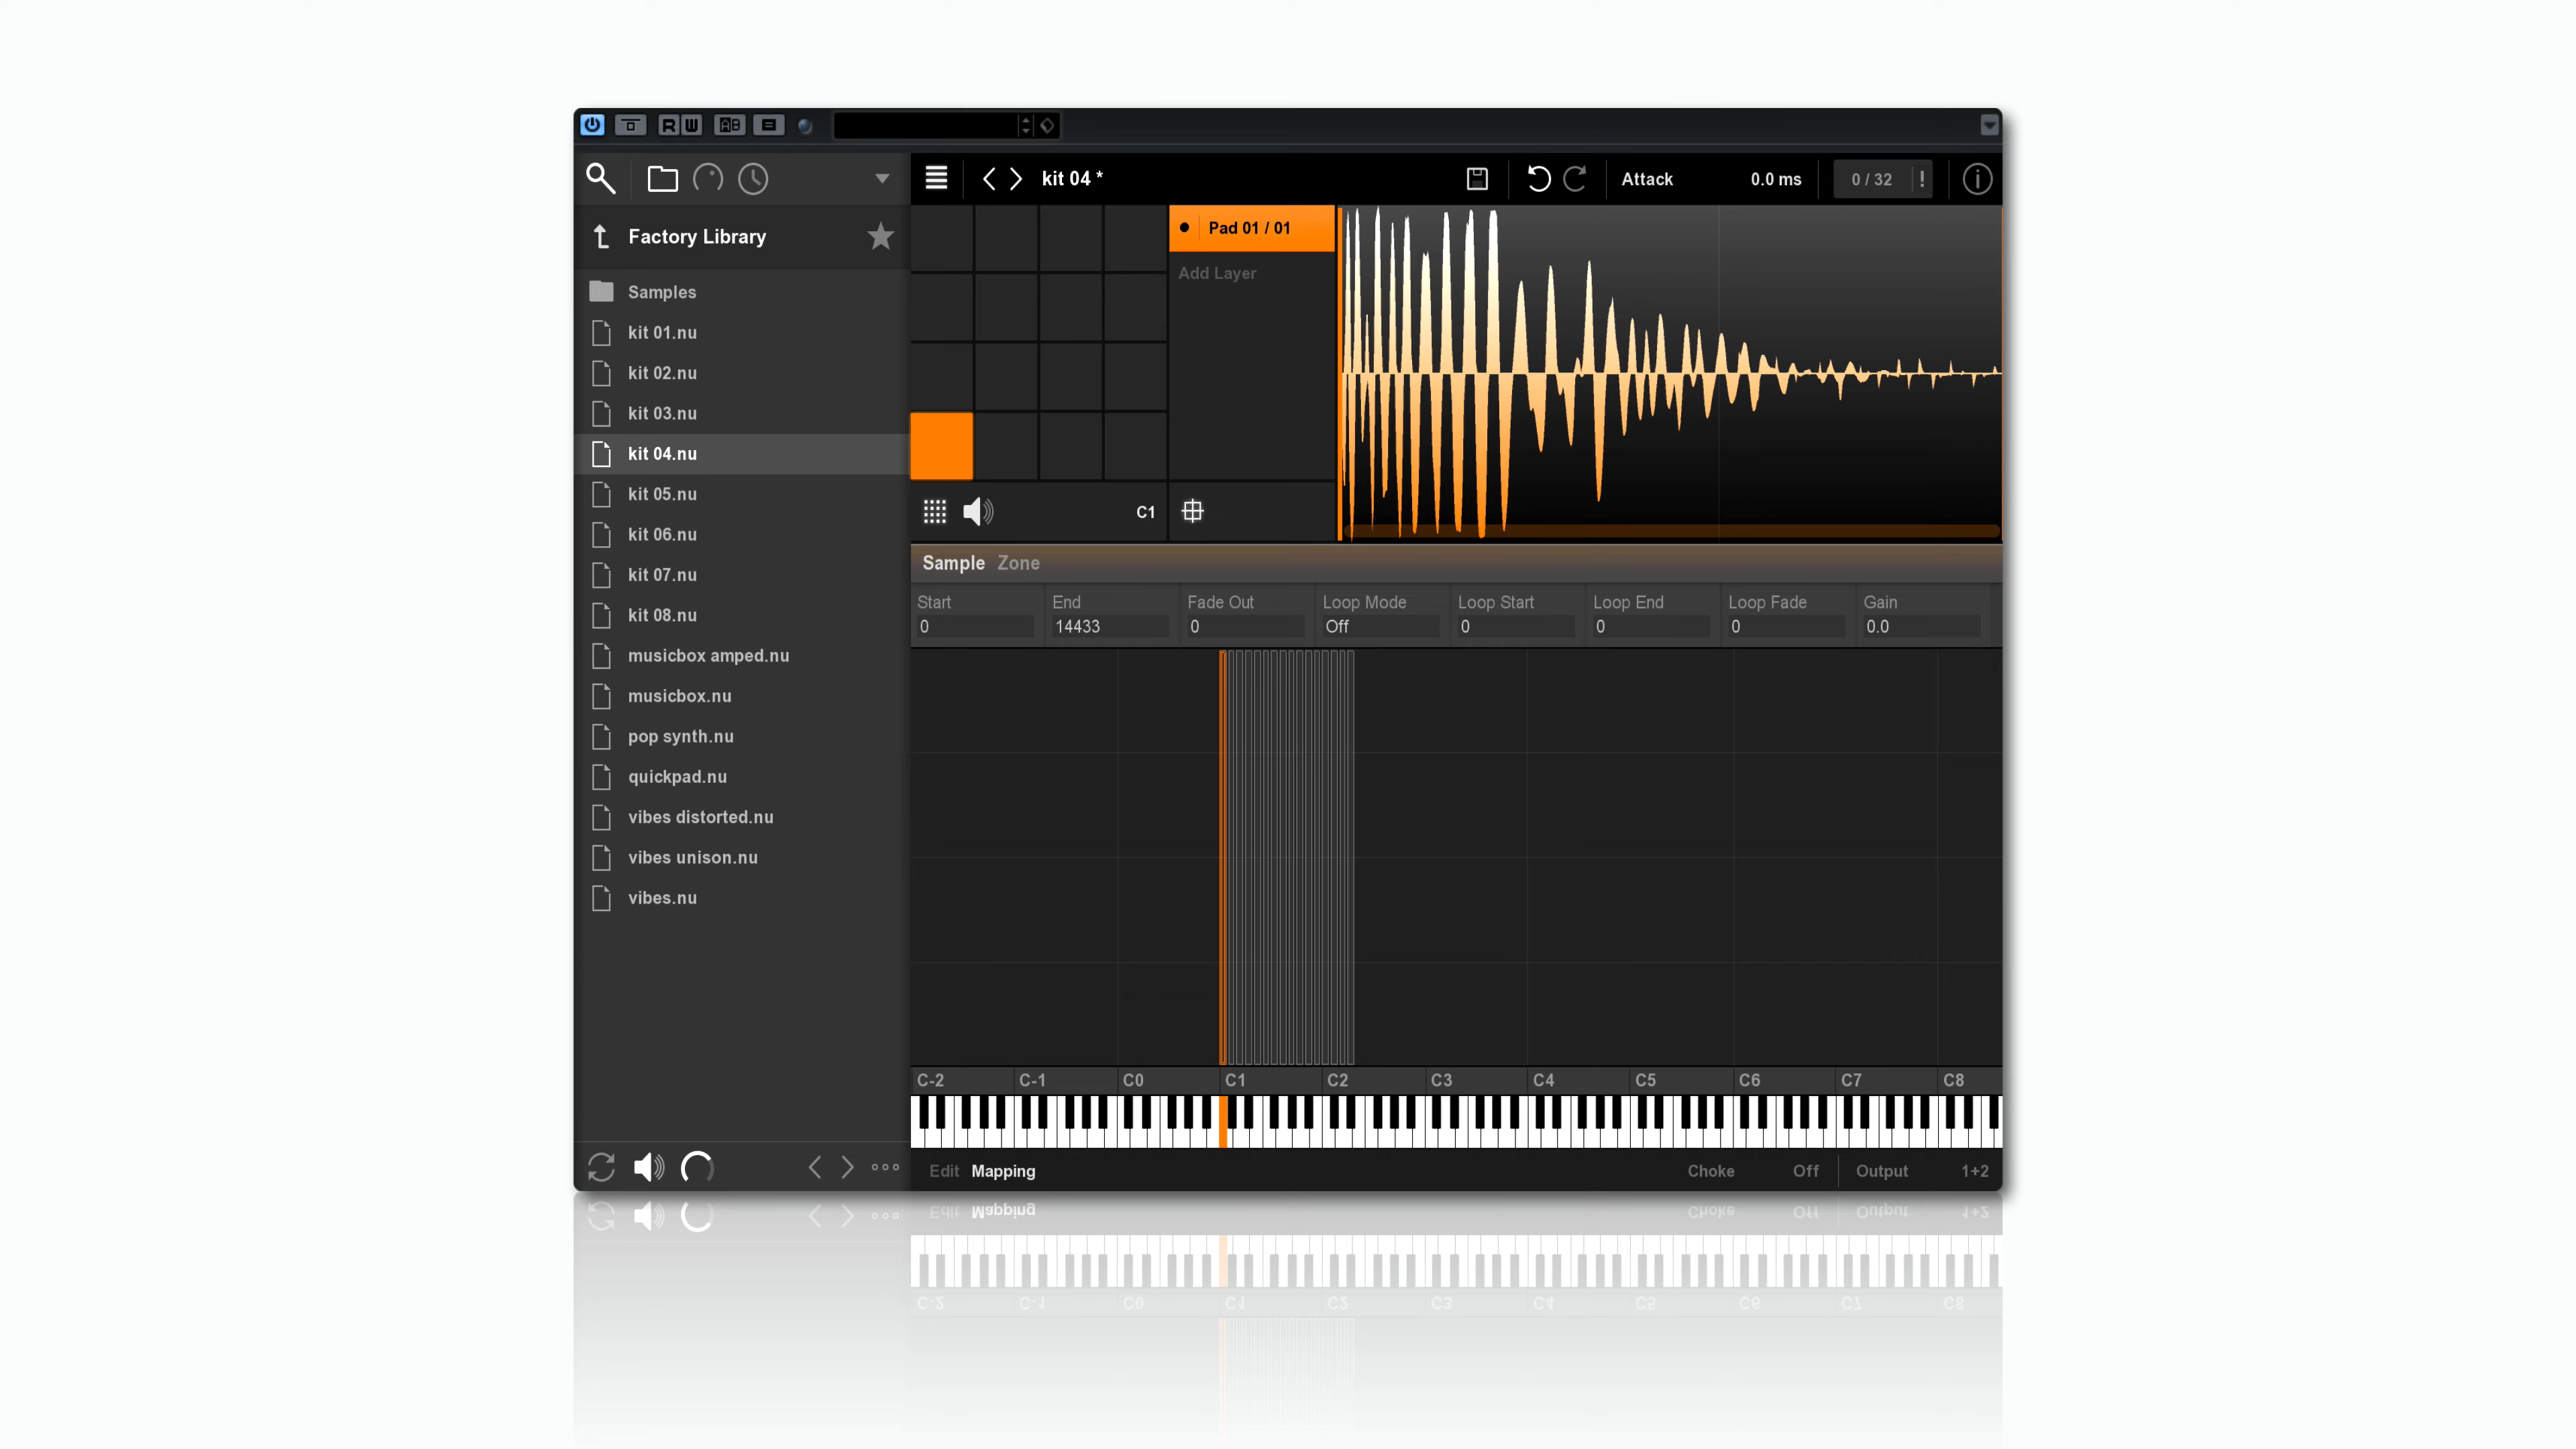 R W AB
kit 04 *
Attack 0.0 ms 0 / 32 !
Factory Library
Samples
kit 01.nu
kit 02.nu
kit 03.nu
kit 04.nu
kit 05.nu
kit 06.nu
kit 07.nu
kit 08.nu
musicbox amped.nu
musicbox.nu
pop synth.nu
quickpad.nu
vibes distorted.nu
vibes unison.nu
vibes.nu
Pad 01 / 01
Add Layer
C1
Sample Zone
Start End Fade Out Loop Mode Loop Start Loop End Loop Fade Gain
0 14433 0 Off 0 0 0 0.0
C-2 C-1 C0 C1 C2 C3 C4 C5 C6 C7 C8
Edit Mapping Choke Off Output 1+2